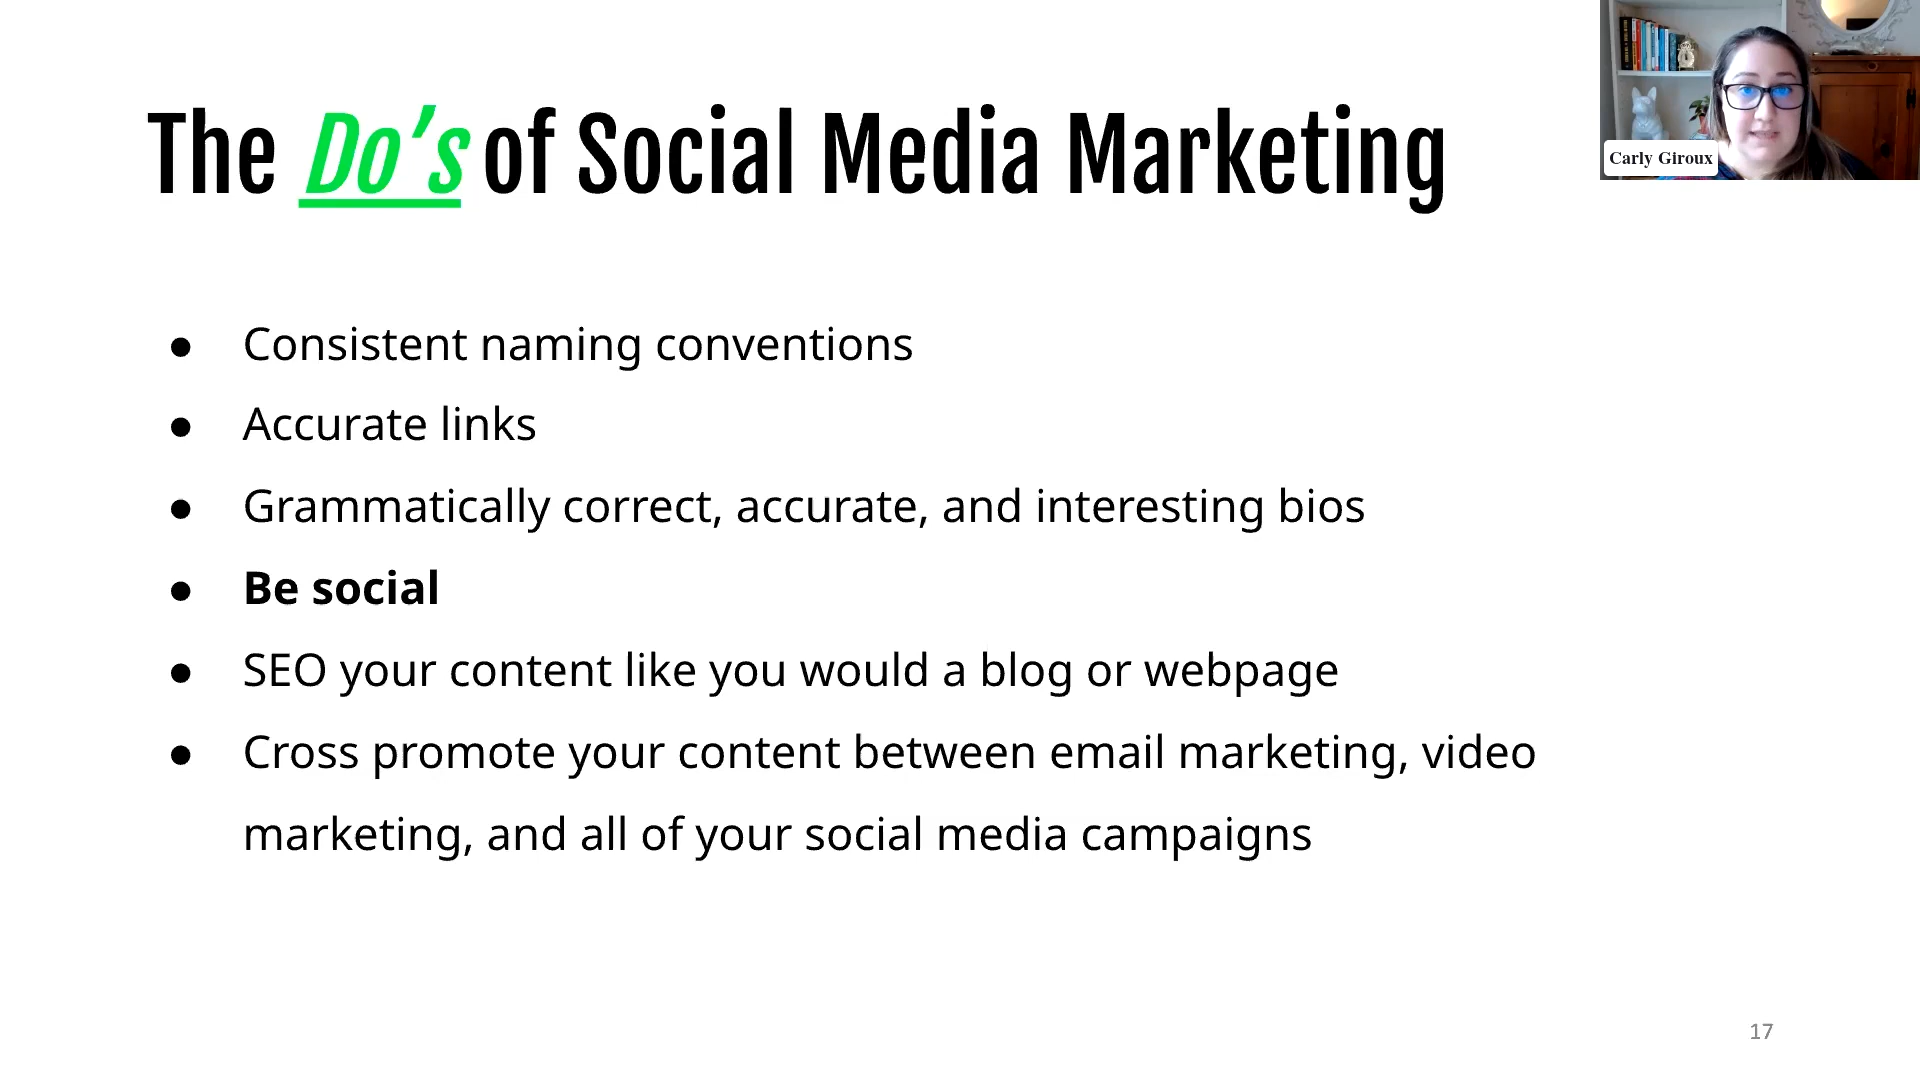 The Do's of Social Media Marketing
Carly Giroux
● Consistent naming conventions
● Accurate links
● Grammatically correct, accurate, and interesting bios
● Be social
● SEO your content like you would a blog or webpage
● Cross promote your content between email marketing, video
marketing, and all of your social media campaigns
17